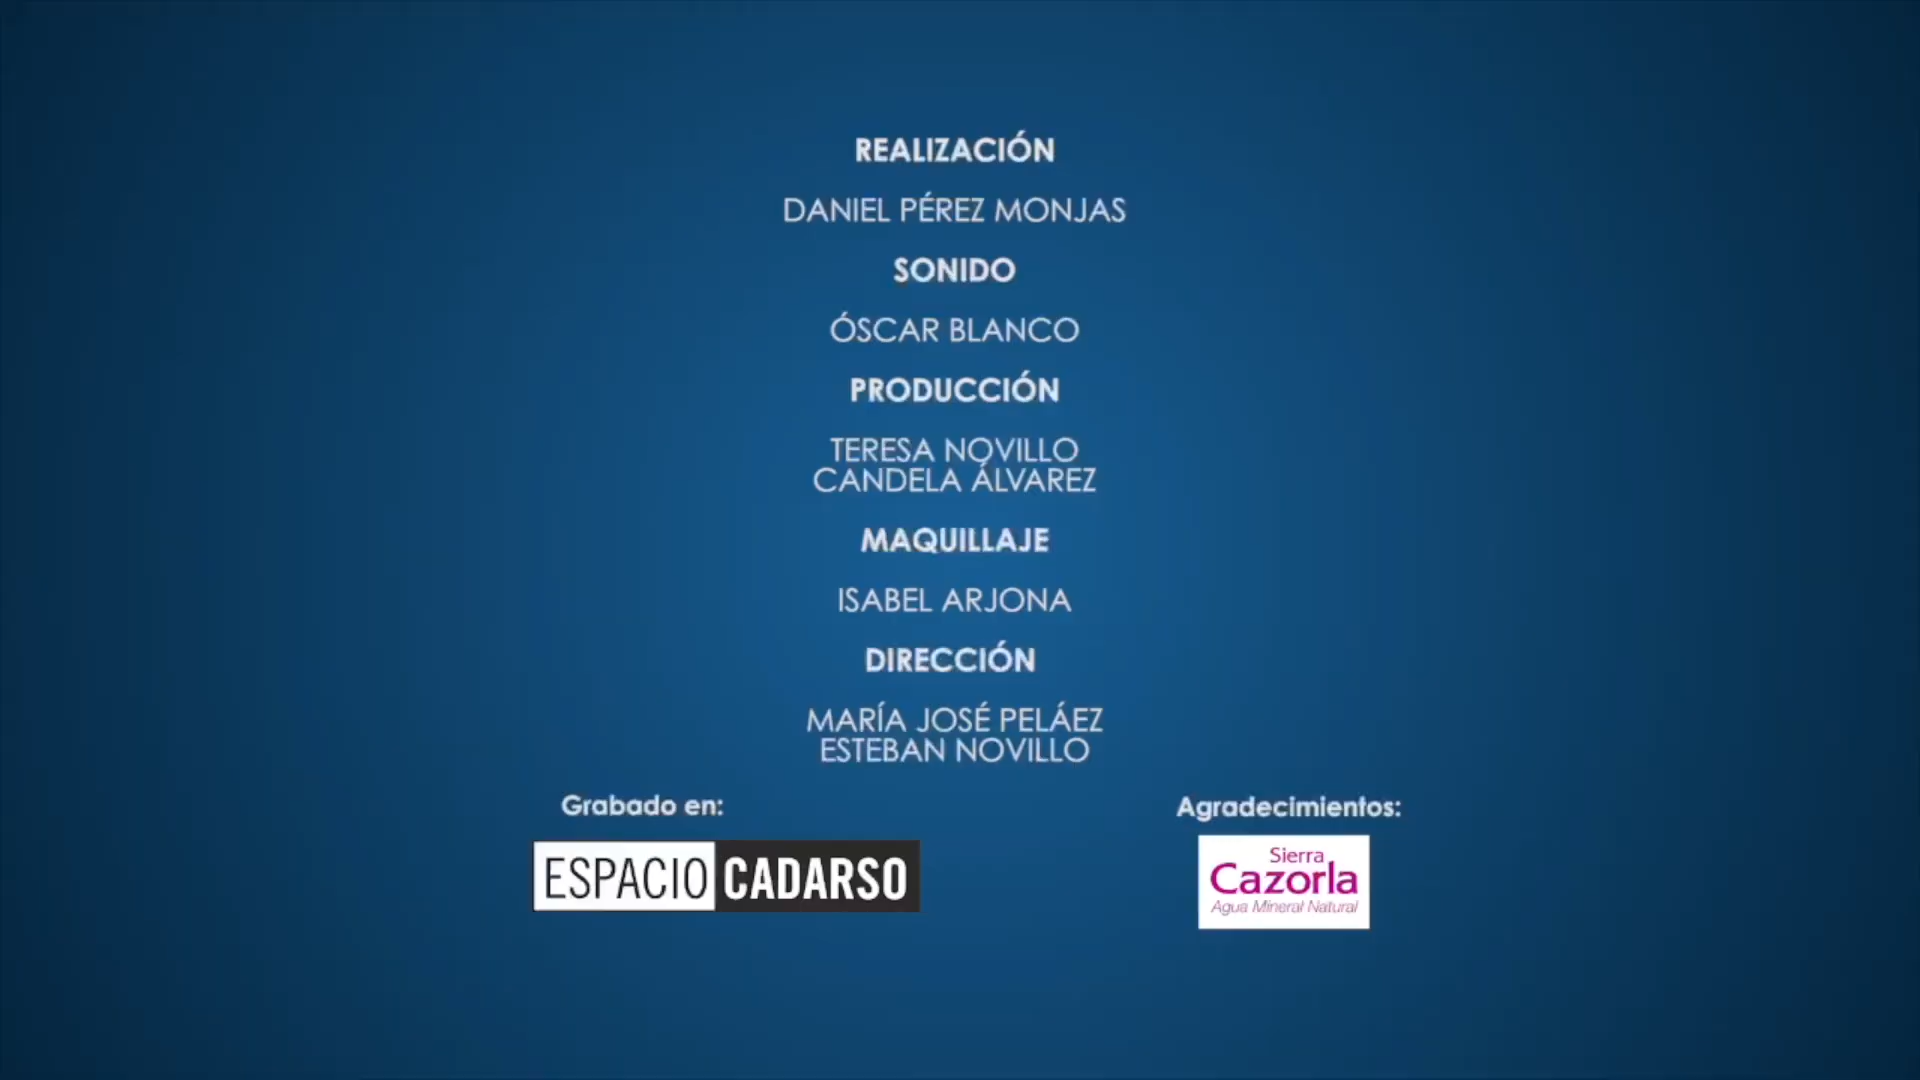 REALIZACIÓN
DANIEL PÉREZ MONJAS
SONIDO
ÓSCAR BLANCO
PRODUCCIÓN
TERESA NOVILLO
CANDELA ÁLVAREZ
MAQUILLAJE
ISABEL ARJONA
DIRECCIÓN
MARÍA JOSÉ PELÁEZ
ESTEBAN NOVILLO
Grabado en:
ESPACIO CADARSO
Agradecimientos:
Sierra
Cazorla
Agua Mineral Natural